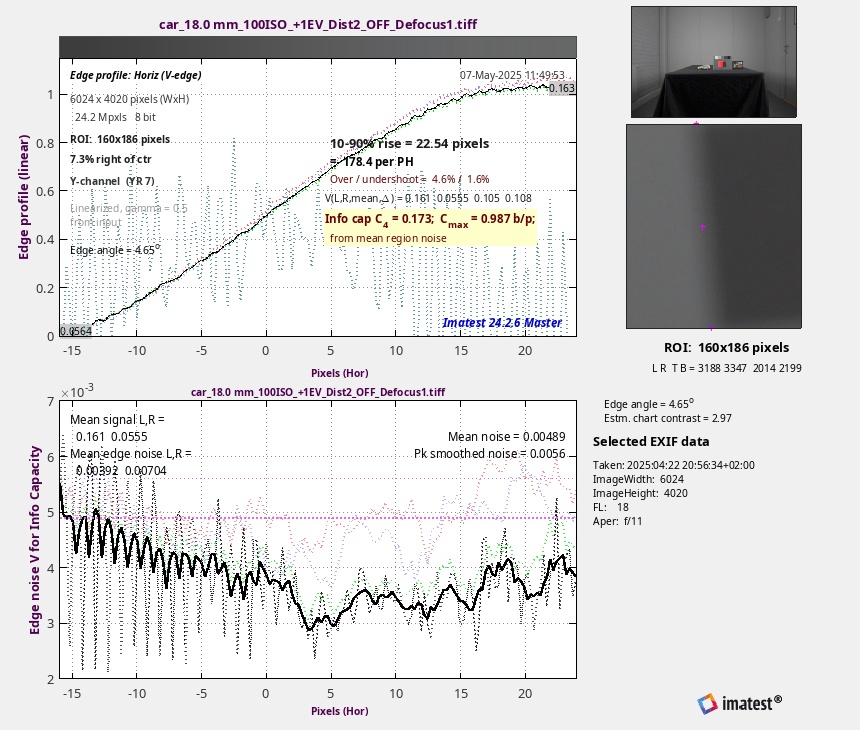 car_18.0 mm_100ISO_+1EV_Dist2_OFF_Defocus1.tiff
Edge profile: Horiz (V-edge)
07-May-2025 11:49:53
6024 x 4020 pixels (WxH)
24.2 Mpxls 8 bit
ROI: 160x186 pixels
7.3% right of ctr
Y-channel (YR 7)
Linearized, gamma = 0.5
from input
Edge angle = 4.65°
0.163
10-90% rise = 22.54 pixels
= 178.4 per PH
Over / undershoot = 4.6% / 1.6%
V(L,R,mean,Δ) = 0.161 0.0555 0.105 0.108
Info cap C4 = 0.173; Cmax = 0.987 b/p;
from mean region noise
Imatest 24.2.6 Master
0.0564
Edge profile (linear)
1
0.8
0.6
0.4
0.2
0
-15 -10 -5 0 5 10 15 20
Pixels (Hor)
ROI: 160x186 pixels
L R T B = 3188 3347 2014 2199
Edge angle = 4.65°
Estm. chart contrast = 2.97
Selected EXIF data
Taken: 2025:04:22 20:56:34+02:00
ImageWidth: 6024
ImageHeight: 4020
FL: 18
Aper: f/11
×10-3
car_18.0 mm_100ISO_+1EV_Dist2_OFF_Defocus1.tiff
Mean signal L,R =
0.161 0.0555
Mean edge noise L,R =
0.00392 0.00704
Mean noise = 0.00489
Pk smoothed noise = 0.0056
Edge noise V for Info Capacity
7
6
5
4
3
2
-15 -10 -5 0 5 10 15 20
Pixels (Hor)
imatest®